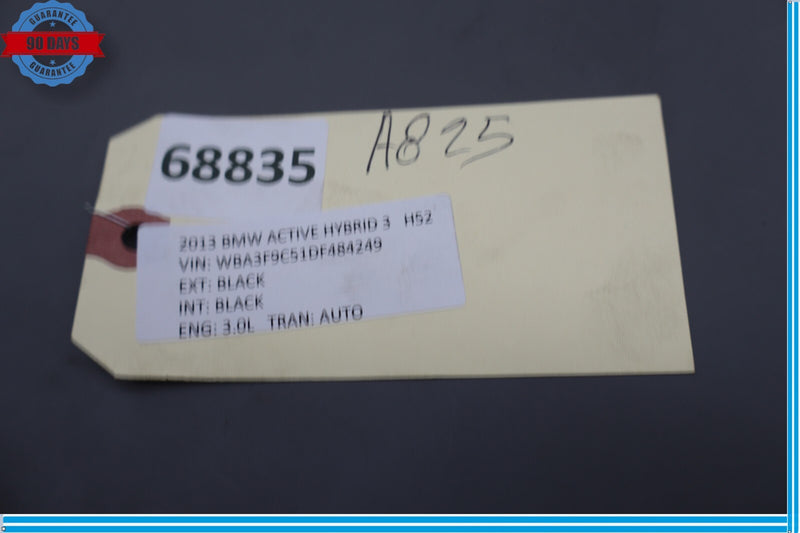 GUARANTEE
90 DAYS
GUARANTEE
A825
68835
2013 BMW ACTIVE HYBRID 3 H52
VIN: WBA3F9C51DF484249
EXT: BLACK
INT: BLACK
ENG: 3.0L TRAN: AUTO